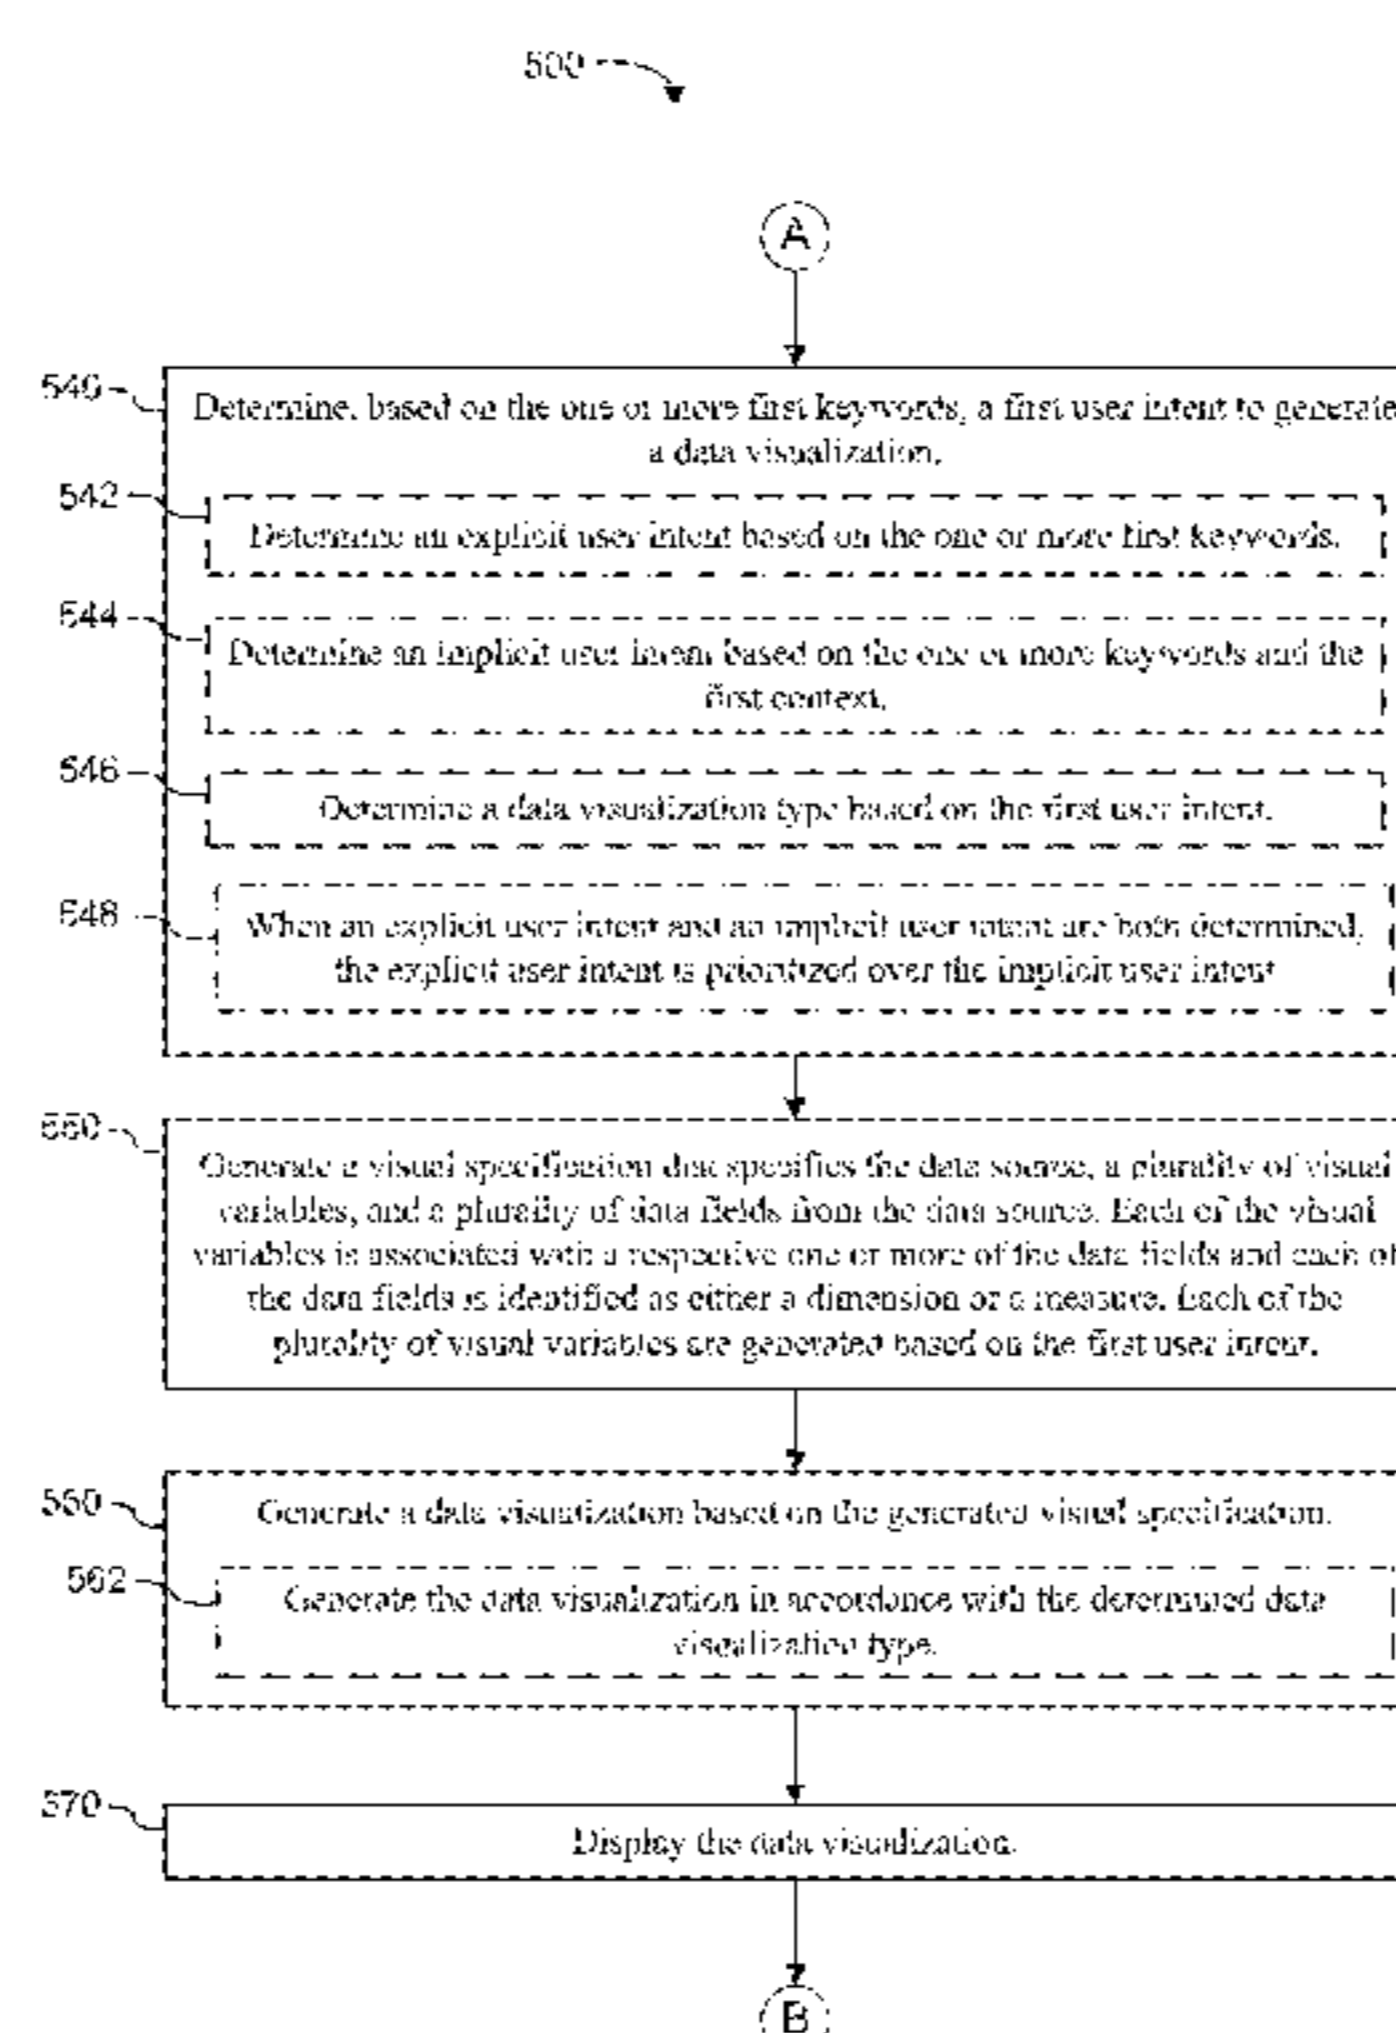 500
A
540
Determine, based on the one or more first keywords, a first user intent to generate
a data visualization.
542
Determine an explicit user intent based on the one or more first keywords.
544
Determine an implicit user intent based on the one or more keywords and the
first context.
546
Determine a data visualization type based on the first user intent.
548
When an explicit user intent and an implicit user intent are both determined,
the explicit user intent is prioritized over the implicit user intent
550
Generate a visual specification that specifies the data source, a plurality of visual
variables, and a plurality of data fields from the data source. Each of the visual
variables is associated with a respective one or more of the data fields and each of
the data fields is identified as either a dimension or a measure. Each of the
plurality of visual variables are generated based on the first user intent.
560
Generate a data visualization based on the generated visual specification.
562
Generate the data visualization in accordance with the determined data
visualization type.
570
Display the data visualization.
B